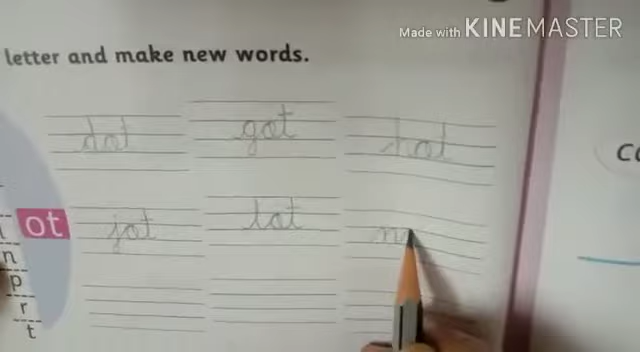 Made with KINEMASTER
letter and make new words.
dot got hot
jot lot n
ot
n
p
r
t